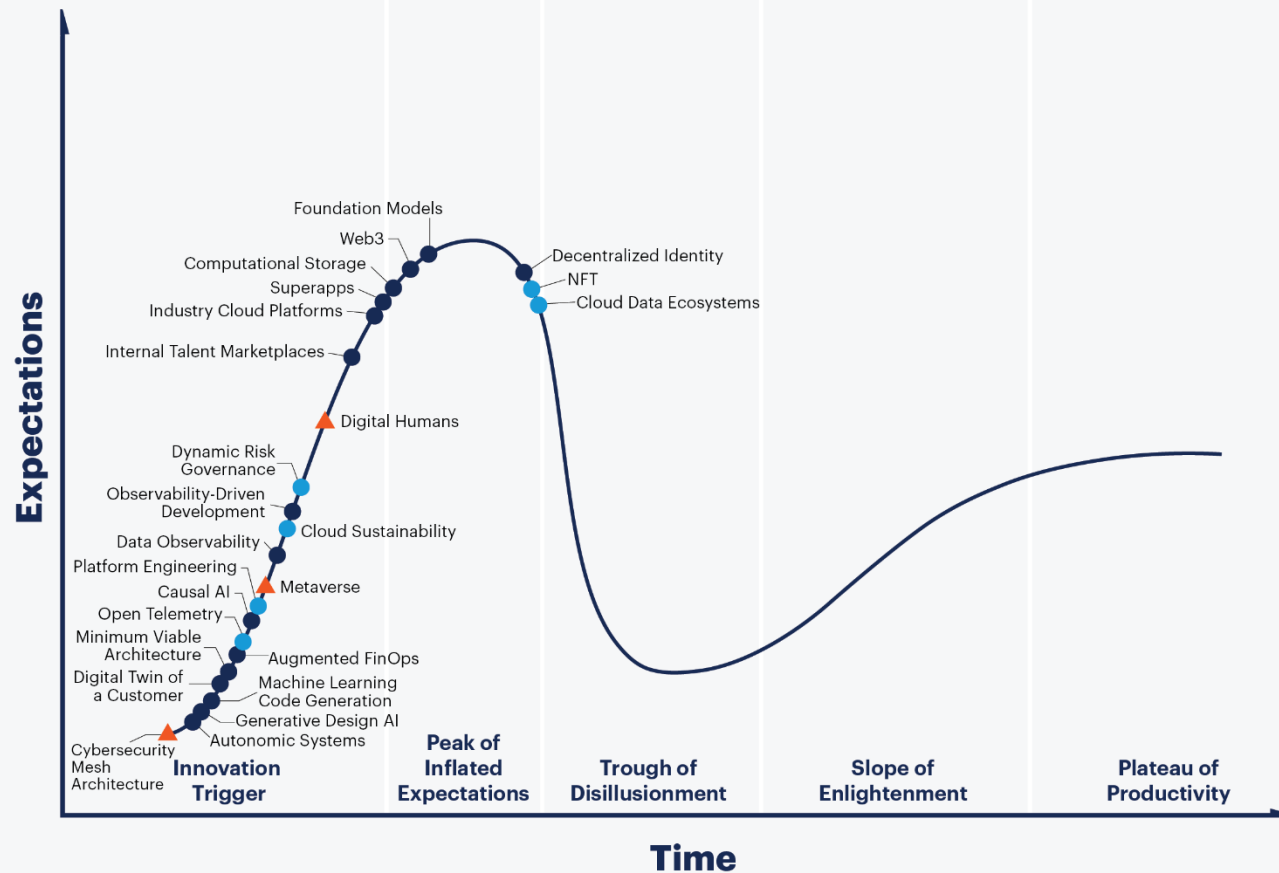 Foundation Models
Web3
Computational Storage
Superapps
Industry Cloud Platforms
Internal Talent Marketplaces
Decentralized Identity
NFT
Cloud Data Ecosystems
Digital Humans
Dynamic Risk
Governance
Observability-Driven
Development
Cloud Sustainability
Data Observability
Platform Engineering
Metaverse
Causal AI
Open Telemetry
Minimum Viable
Architecture
Augmented FinOps
Digital Twin of
a Customer
Machine Learning
Code Generation
Generative Design AI
Autonomic Systems
Cybersecurity
Mesh
Architecture
Innovation
Trigger
Peak of
Inflated
Expectations
Trough of
Disillusionment
Slope of
Enlightenment
Plateau of
Productivity
Expectations
Time